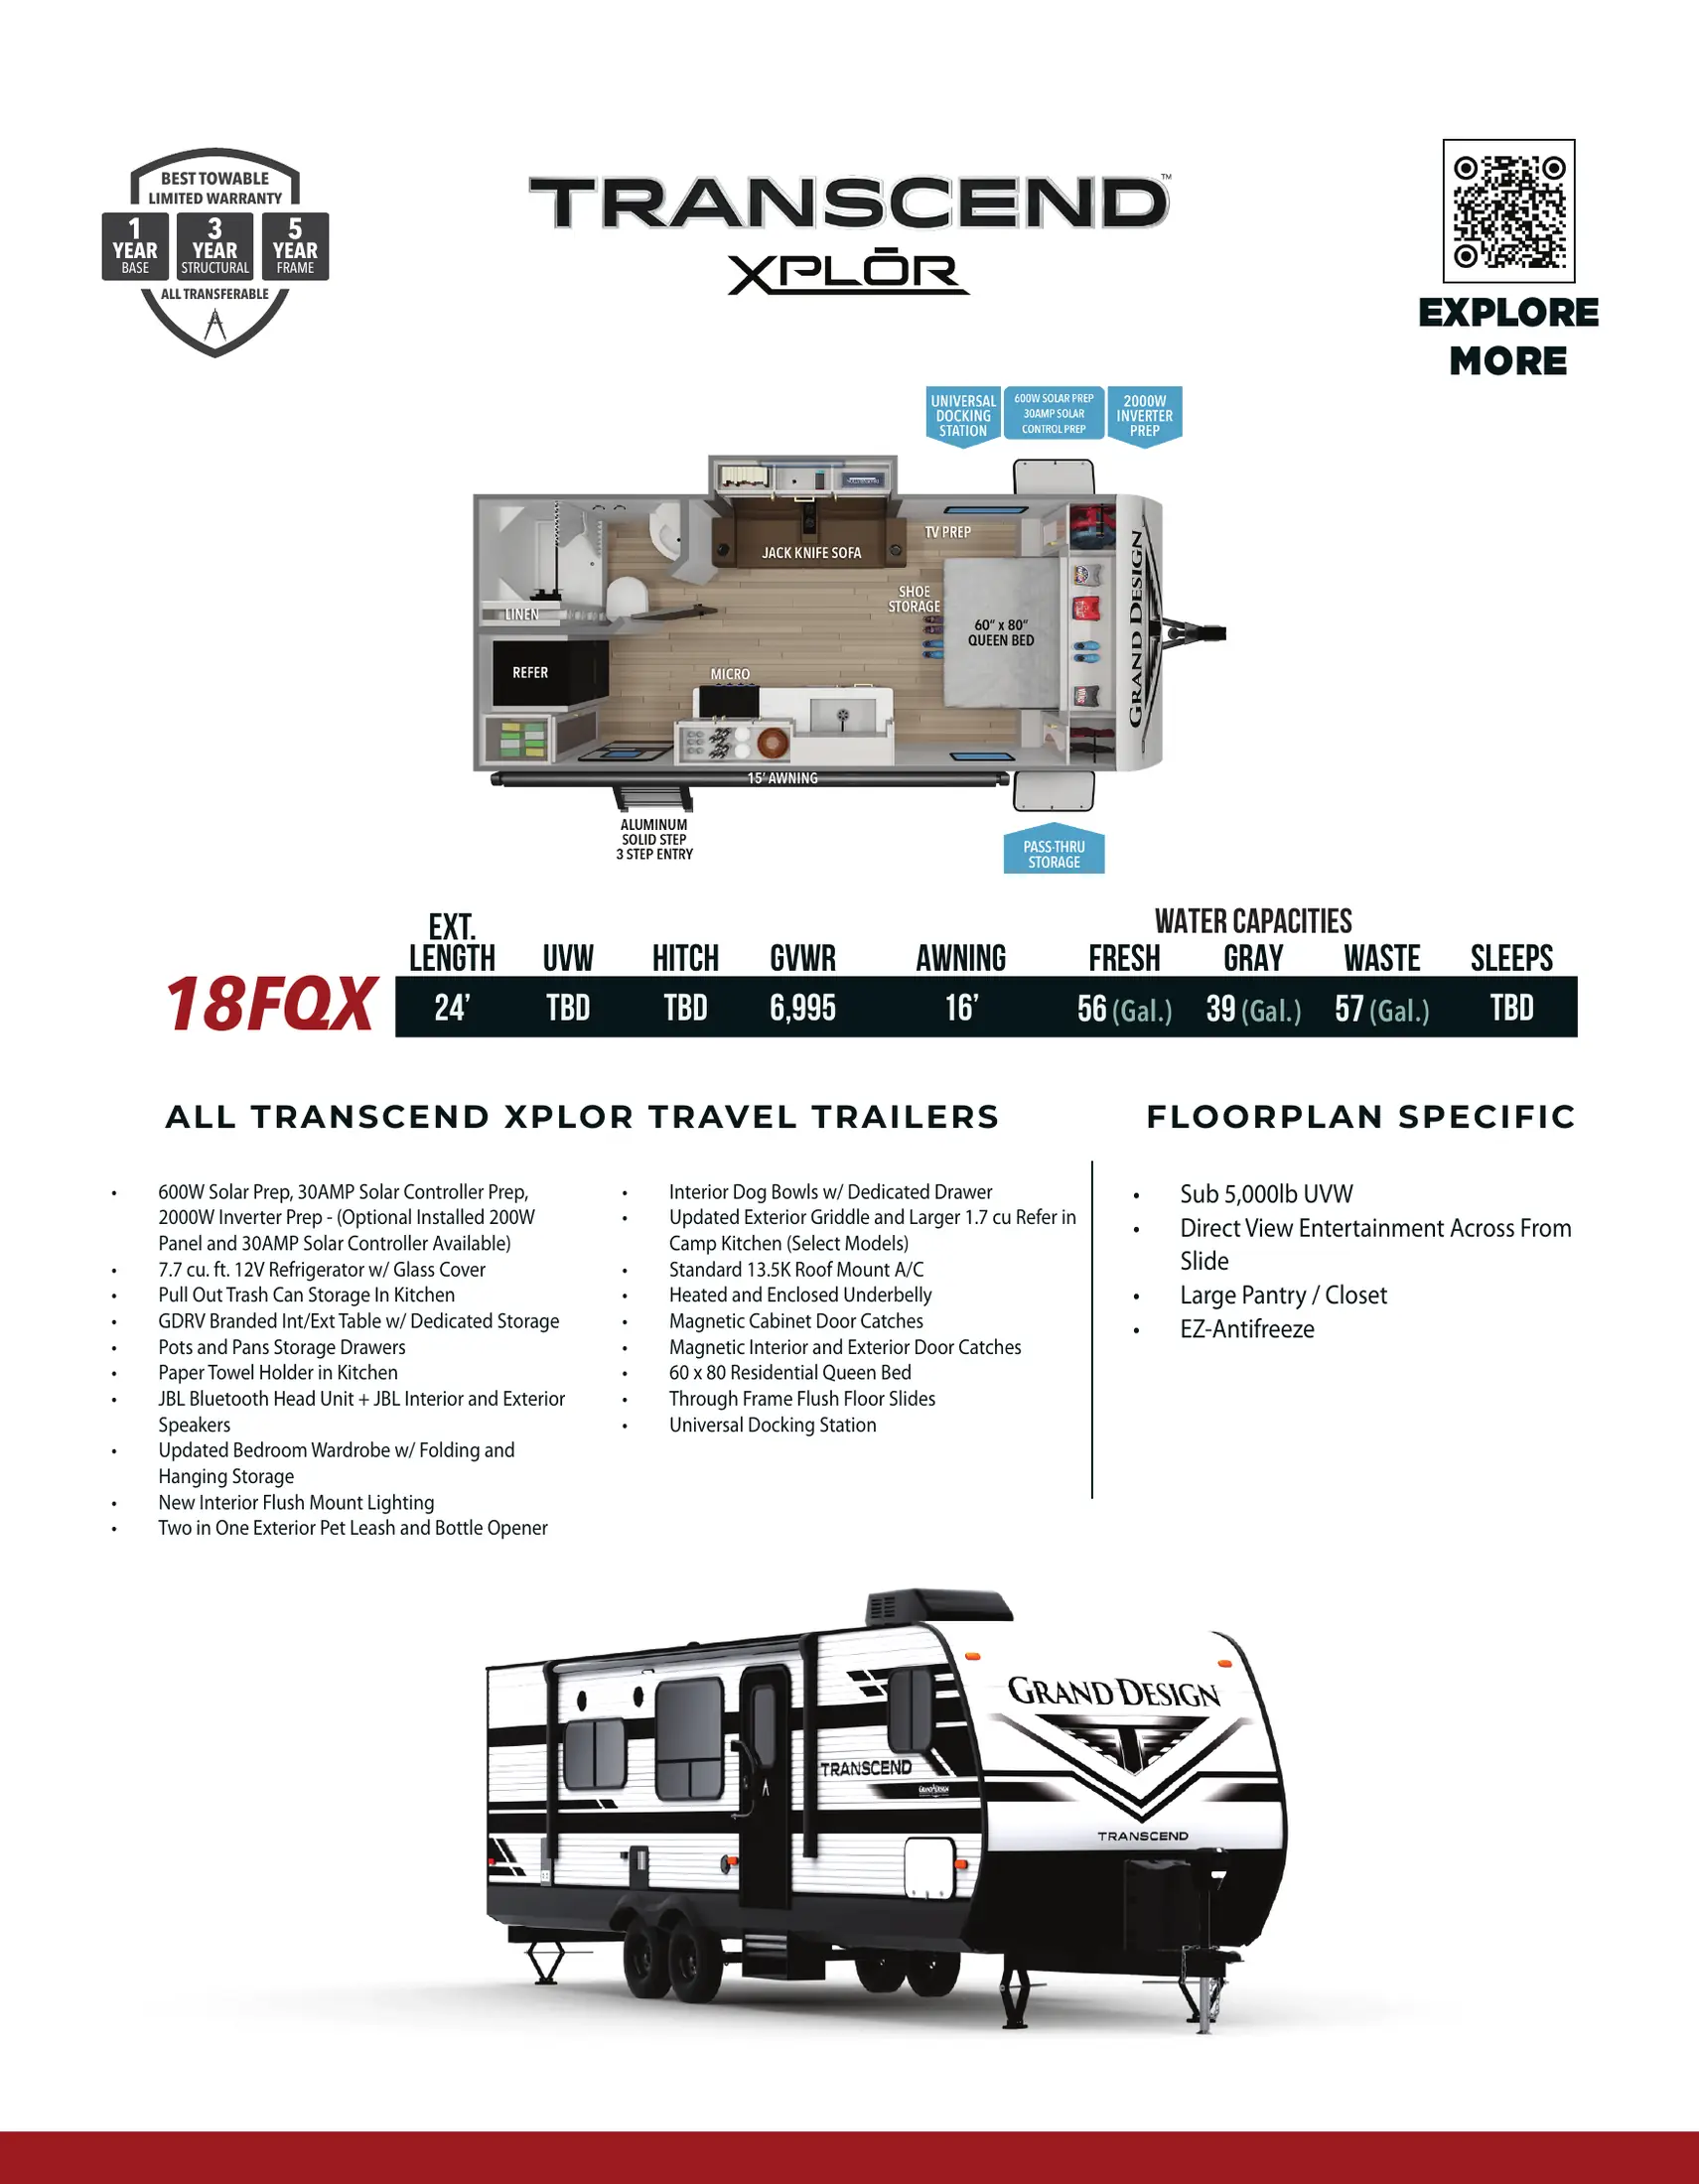 BEST TOWABLE
LIMITED WARRANTY
1 YEAR BASE
3 YEAR STRUCTURAL
5 YEAR FRAME
ALL TRANSFERABLE
TRANSCEND™
XPLŌR
EXPLORE
MORE
UNIVERSAL
DOCKING
STATION
600W SOLAR PREP
30AMP SOLAR
CONTROL PREP
2000W
INVERTER
PREP
JACK KNIFE SOFA
TV PREP
SHOE
STORAGE
LINEN
60" x 80"
QUEEN BED
REFER
MICRO
GRAND DESIGN
15' AWNING
ALUMINUM
SOLID STEP
3 STEP ENTRY
PASS-THRU
STORAGE
WATER CAPACITIES
EXT.
LENGTH UVW HITCH GVWR AWNING FRESH GRAY WASTE SLEEPS
18FQX 24' TBD TBD 6,995 16' 56 (Gal.) 39 (Gal.) 57 (Gal.) TBD
ALL TRANSCEND XPLOR TRAVEL TRAILERS
• 600W Solar Prep, 30AMP Solar Controller Prep,
2000W Inverter Prep - (Optional Installed 200W
Panel and 30AMP Solar Controller Available)
• 7.7 cu. ft. 12V Refrigerator w/ Glass Cover
• Pull Out Trash Can Storage In Kitchen
• GDRV Branded Int/Ext Table w/ Dedicated Storage
• Pots and Pans Storage Drawers
• Paper Towel Holder in Kitchen
• JBL Bluetooth Head Unit + JBL Interior and Exterior
Speakers
• Updated Bedroom Wardrobe w/ Folding and
Hanging Storage
• New Interior Flush Mount Lighting
• Two in One Exterior Pet Leash and Bottle Opener
• Interior Dog Bowls w/ Dedicated Drawer
• Updated Exterior Griddle and Larger 1.7 cu Refer in
Camp Kitchen (Select Models)
• Standard 13.5K Roof Mount A/C
• Heated and Enclosed Underbelly
• Magnetic Cabinet Door Catches
• Magnetic Interior and Exterior Door Catches
• 60 x 80 Residential Queen Bed
• Through Frame Flush Floor Slides
• Universal Docking Station
FLOORPLAN SPECIFIC
• Sub 5,000lb UVW
• Direct View Entertainment Across From
Slide
• Large Pantry / Closet
• EZ-Antifreeze
GRAND DESIGN
TRANSCEND
GRAND DESIGN
TRANSCEND